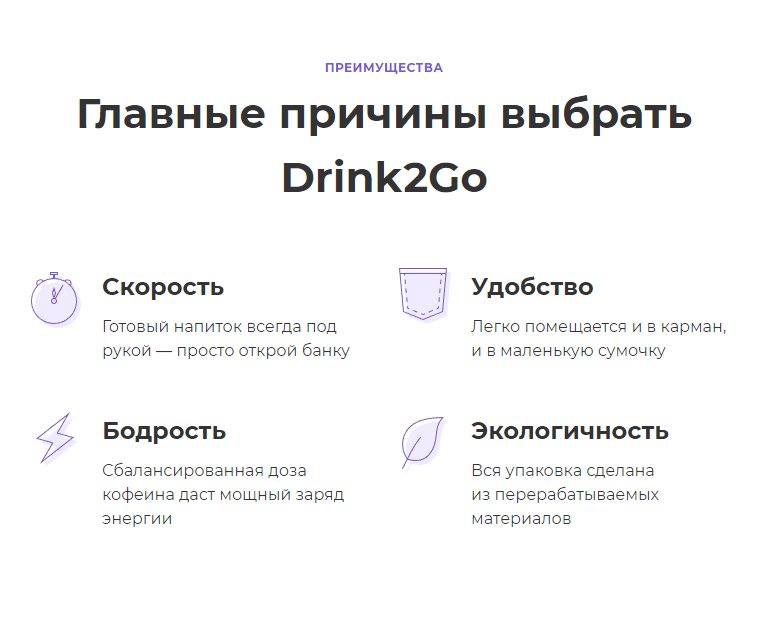 ПРЕИМУЩЕСТВА
Главные причины выбрать
Drink2Go
Скорость
Готовый напиток всегда под
рукой — просто открой банку
Удобство
Легко помещается и в карман,
и в маленькую сумочку
Бодрость
Сбалансированная доза
кофеина даст мощный заряд
энергии
Экологичность
Вся упаковка сделана
из перерабатываемых
материалов